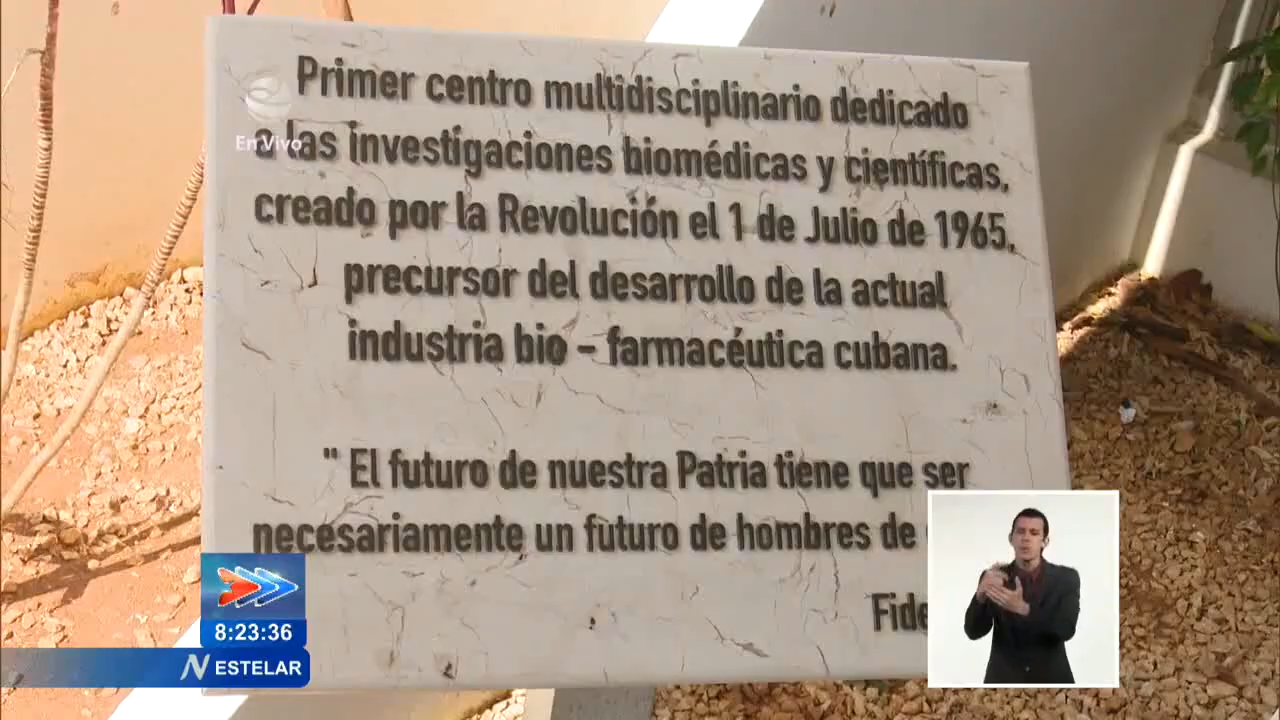 Primer centro multidisciplinario dedicado
a las investigaciones biomédicas y científicas,
creado por la Revolución el 1 de Julio de 1965,
precursor del desarrollo de la actual
industria bio - farmacéutica cubana.
" El futuro de nuestra Patria tiene que ser
necesariamente un futuro de hombres de
En Vivo
8:23:36
N ESTELAR